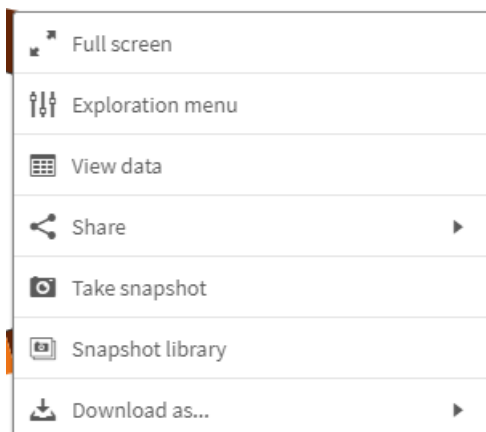 Full screen
Exploration menu
View data
Share
Take snapshot
Snapshot library
Download as...